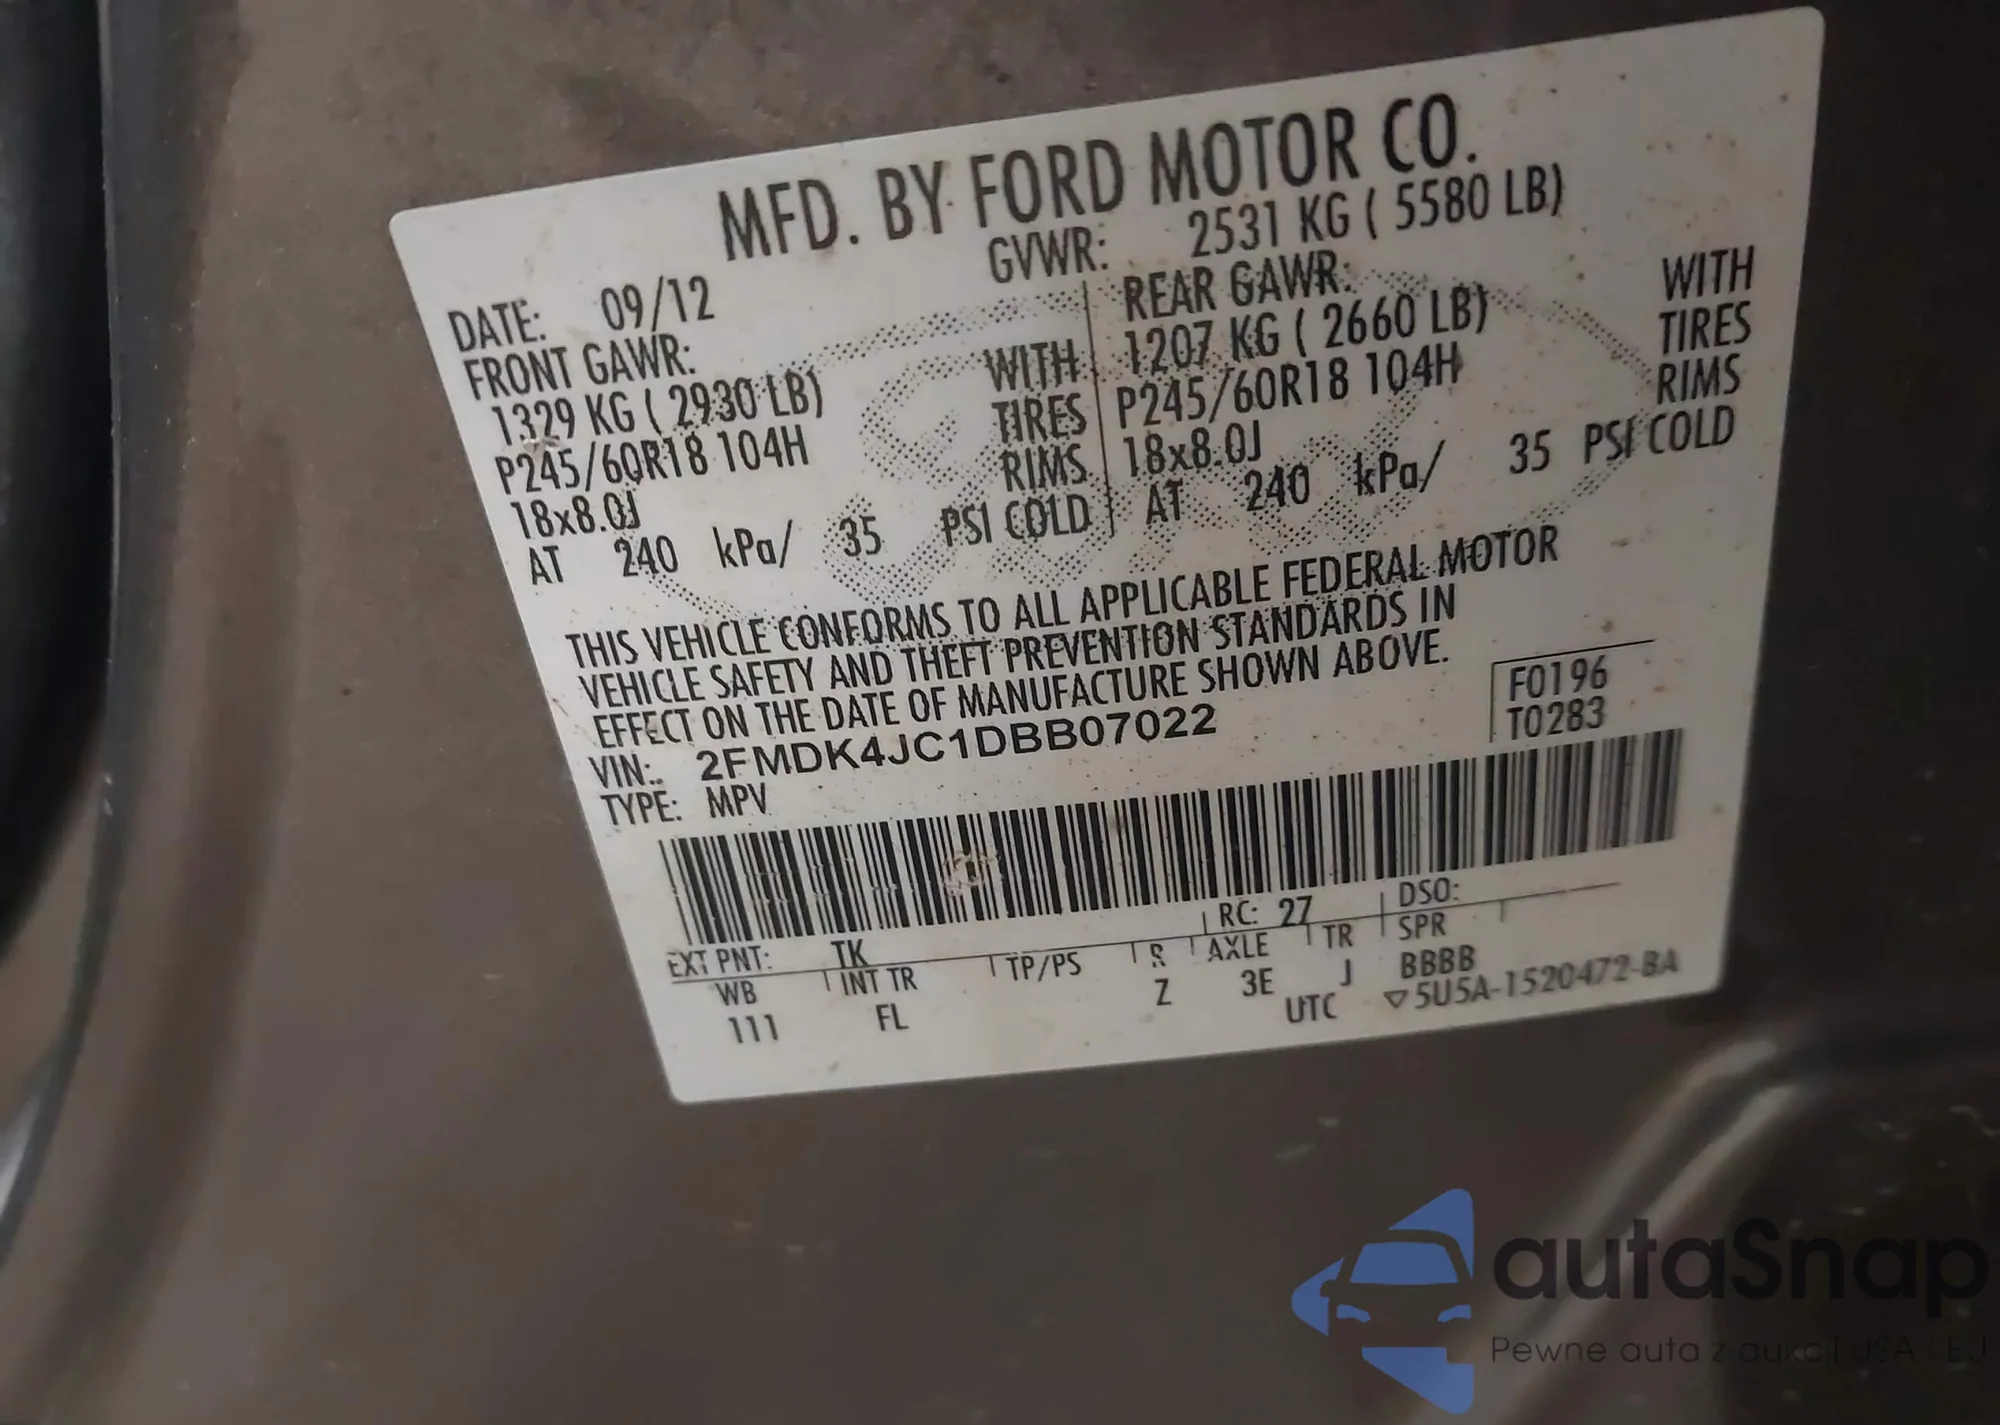 MFD. BY FORD MOTOR CO.
DATE: 09/12 GVWR: 2531 KG ( 5580 LB)
FRONT GAWR: REAR GAWR:
1329 KG ( 2930 LB) WITH 1207 KG ( 2660 LB) WITH
P245/60R18 104H TIRES P245/60R18 104H TIRES
18x8.0J RIMS 18x8.0J RIMS
AT 240 kPa/ 35 PSI COLD AT 240 kPa/ 35 PSI COLD
THIS VEHICLE CONFORMS TO ALL APPLICABLE FEDERAL MOTOR
VEHICLE SAFETY AND THEFT PREVENTION STANDARDS IN
EFFECT ON THE DATE OF MANUFACTURE SHOWN ABOVE.
VIN: 2FMDK4JC1DBB07022
TYPE: MPV
F0196
T0283
EXT PNT: TK RC: 27 DSO:
WB INT TR TP/PS R AXLE TR SPR
111 FL Z 3E J BBBB
UTC ▽5U5A-1520472-BA
autaSnap
Pewne auta z aukcji USA EJ